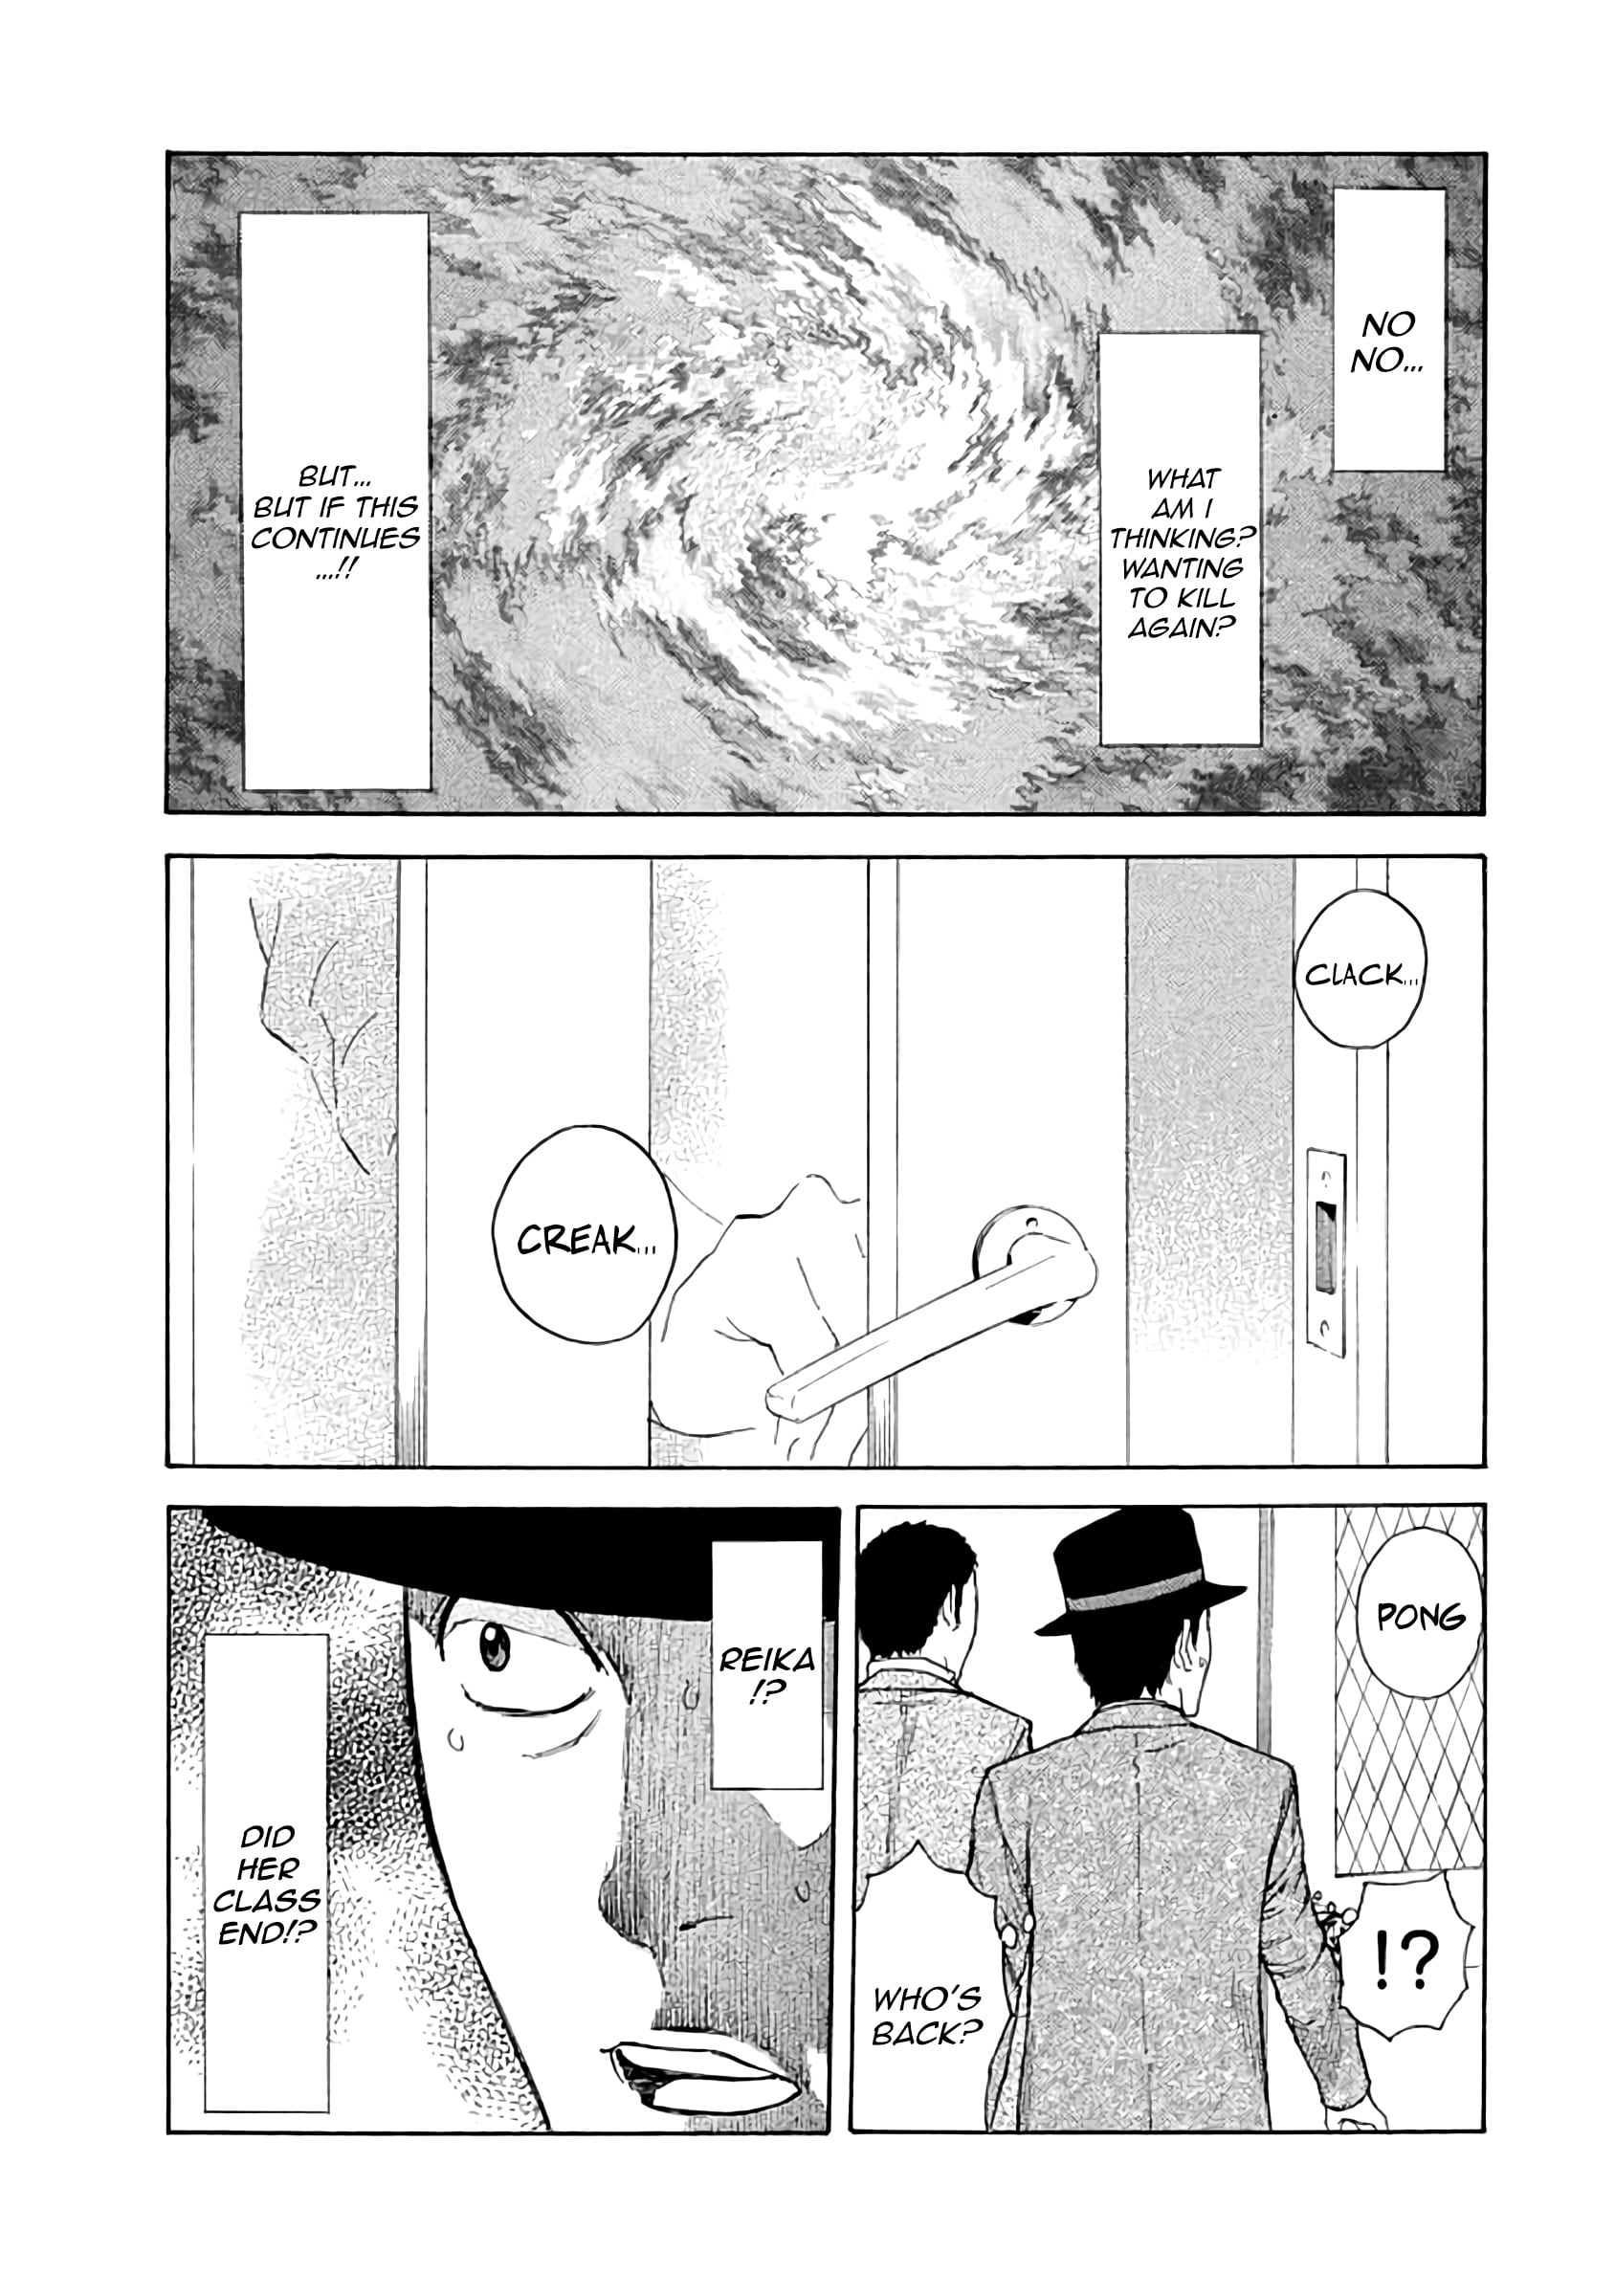 NO
NO...
WHAT
AM I
THINKING?
WANTING
TO KILL
AGAIN?
BUT...
BUT IF THIS
CONTINUES
...!!
CLACK...
CREAK...
PONG
!?
WHO'S
BACK?
REIKA
!?
DID
HER
CLASS
END!?